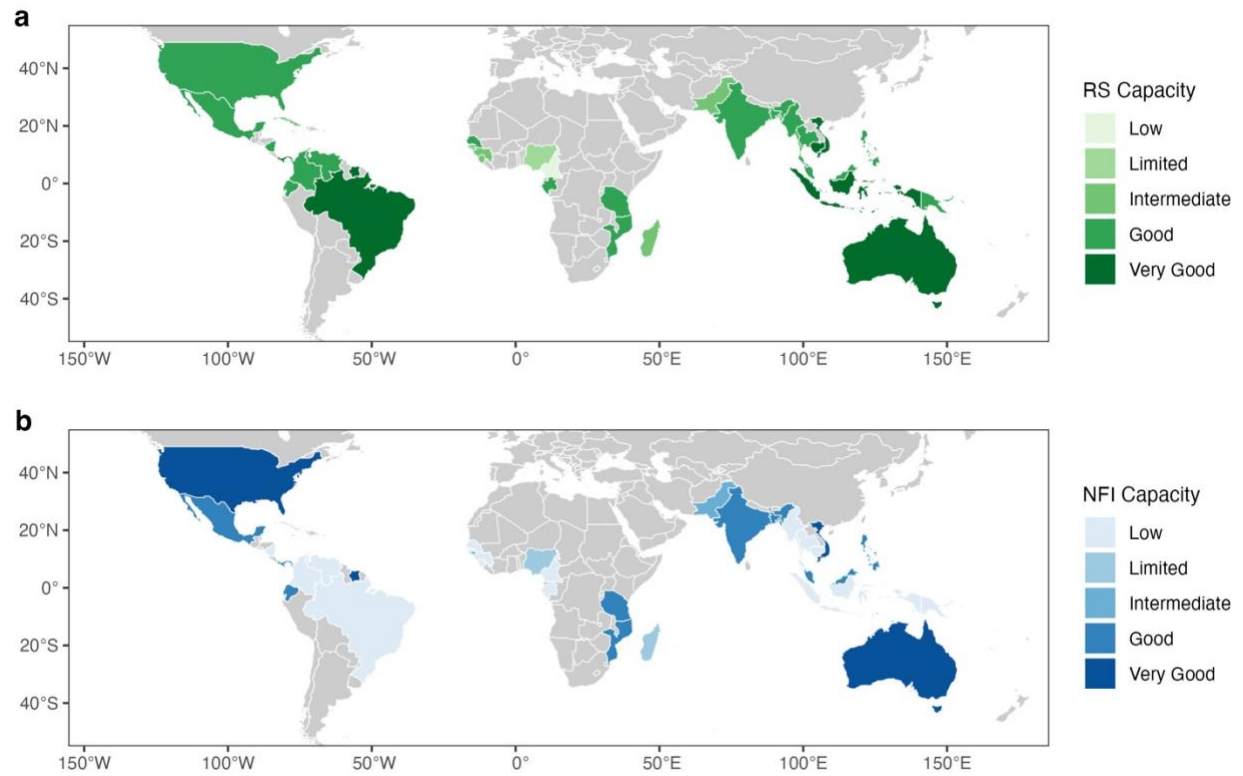 a
40°N
20°N
0°
20°S
40°S
150°W
100°W
50°W
0°
50°E
100°E
150°E
RS Capacity
Low
Limited
Intermediate
Good
Very Good
b
40°N
20°N
0°
20°S
40°S
150°W
100°W
50°W
0°
50°E
100°E
150°E
NFI Capacity
Low
Limited
Intermediate
Good
Very Good